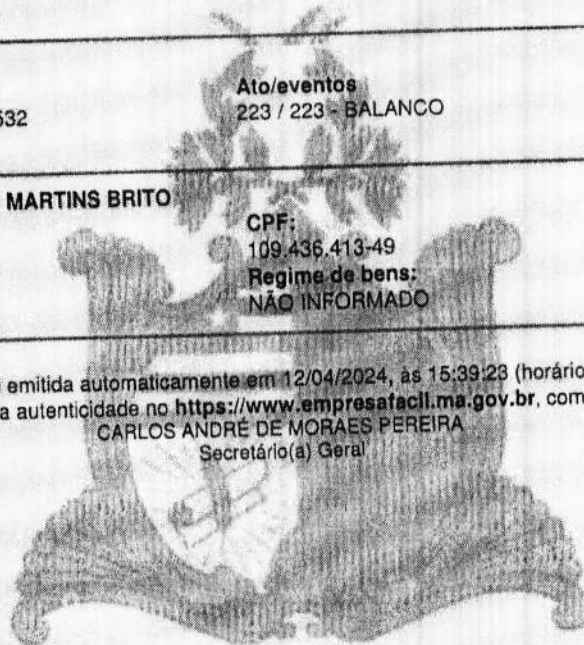 Ato/eventos
532
223 / 223 - BALANCO
MARTINS BRITO
CPF:
109.436.413-49
Regime de bens:
NÃO INFORMADO
emitida automaticamente em 12/04/2024, às 15:39:23 (horário
a autenticidade no https://www.empresafacil.ma.gov.br, com
CARLOS ANDRÉ DE MORAES PEREIRA
Secretário(a) Geral